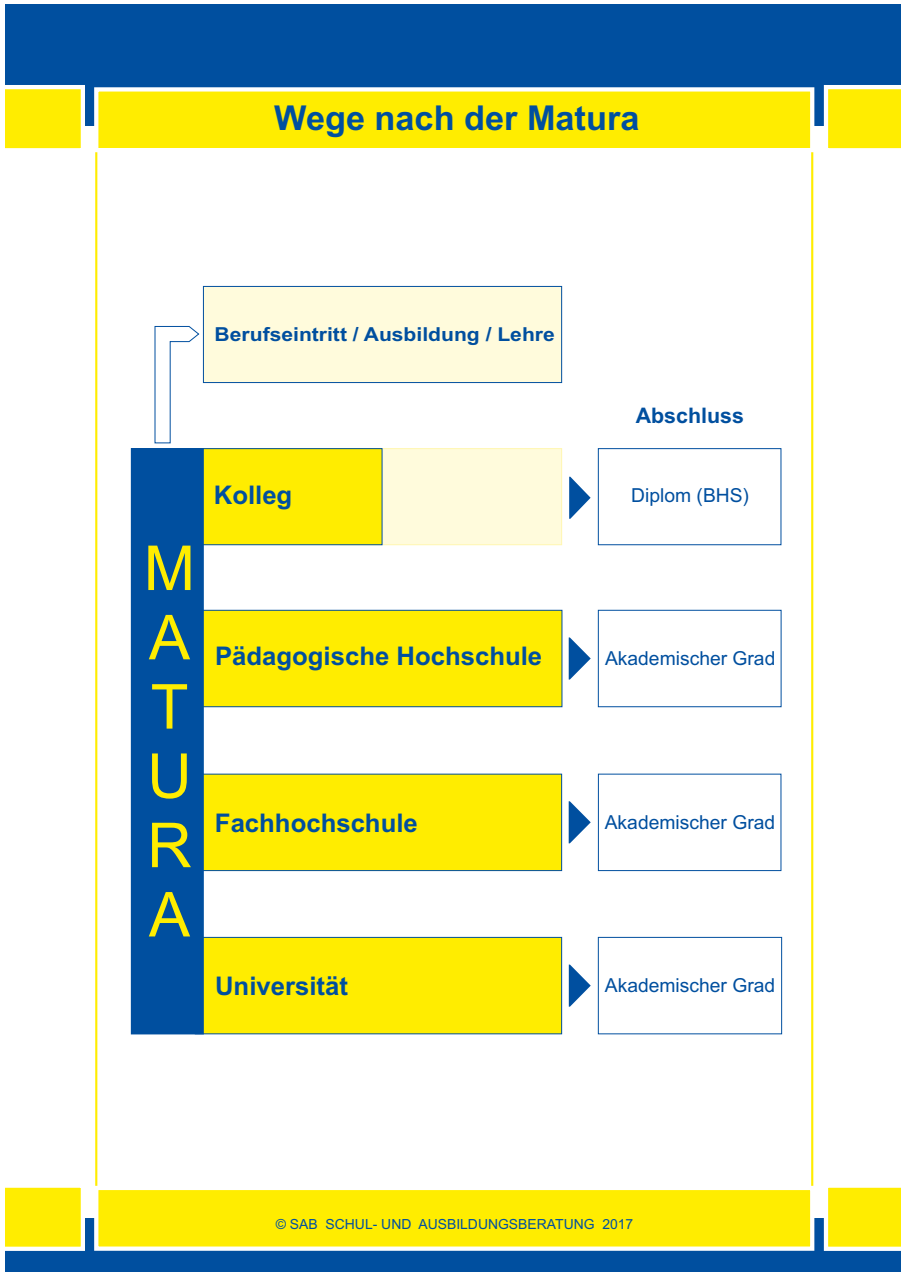 Wege nach der Matura
Berufseintritt / Ausbildung / Lehre
Abschluss
MATURA
Kolleg
Diplom (BHS)
Pädagogische Hochschule
Akademischer Grad
Fachhochschule
Akademischer Grad
Universität
Akademischer Grad
© SAB SCHUL- UND AUSBILDUNGSBERATUNG 2017